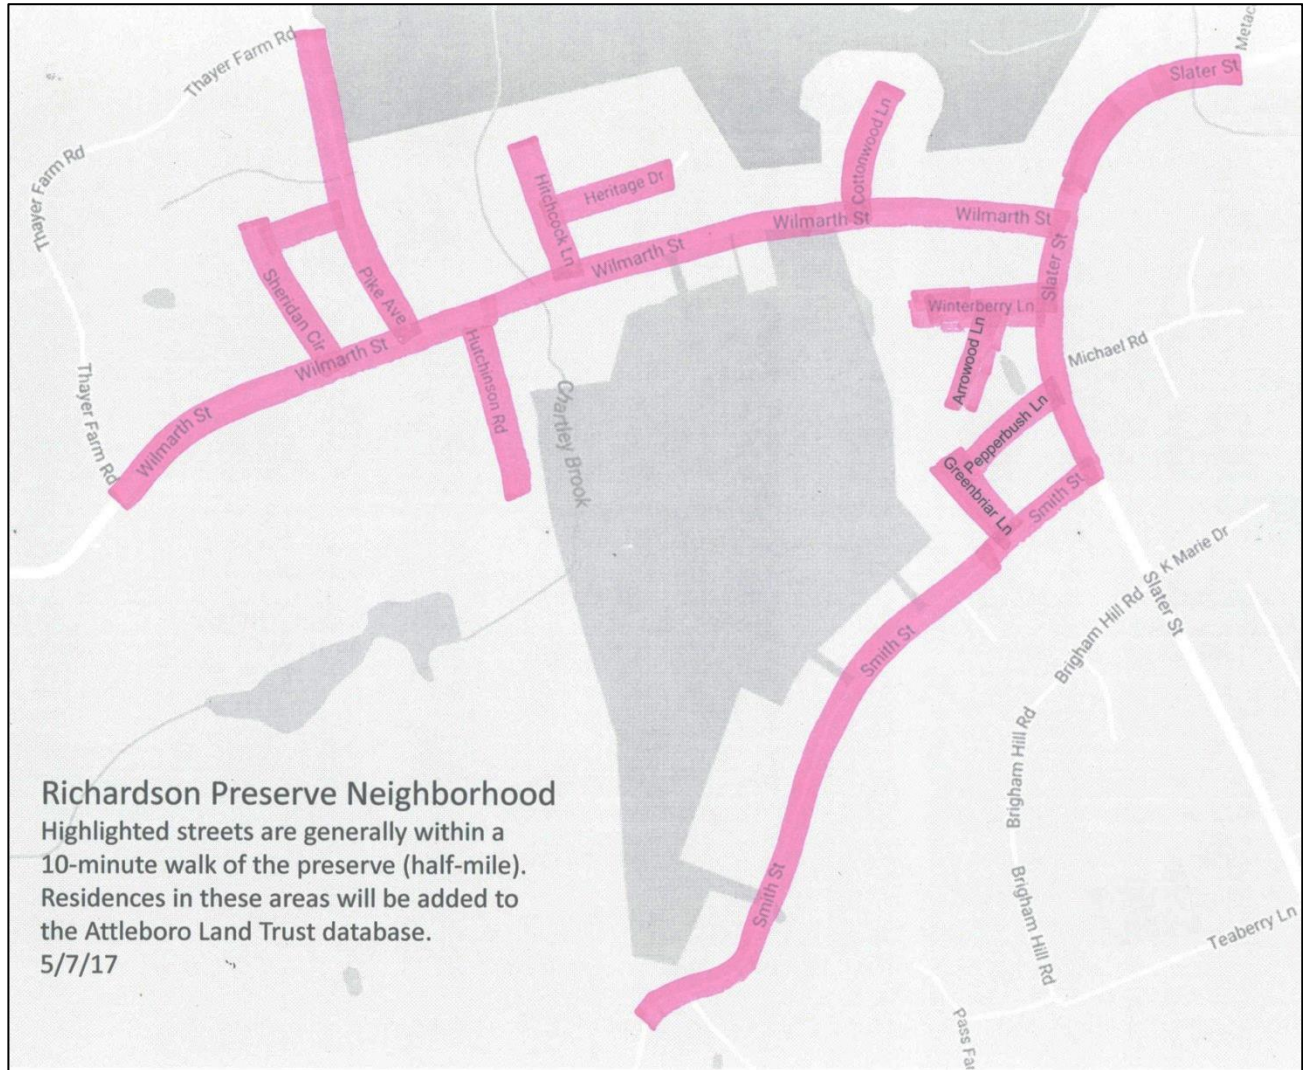 Metac
Slater St
Thayer Farm Rd
Cottonwood Ln
Thayer Farm Rd
Hitchcock Ln
Heritage Dr
Wilmarth St
Wilmarth St
Wilmarth St
Slater St
Sheridan Cir
Pike Ave
Winterberry Ln
Arrowood Ln
Michael Rd
Wilmarth St
Hutchinson Rd
Thayer Farm Rd
Wilmarth St
Chartley Brook
Pepperbush Ln
Greenbriar Ln
Smith St
K Marie Dr
Slater St
Brigham Hill Rd
Smith St
Brigham Hill Rd
Richardson Preserve Neighborhood
Highlighted streets are generally within a
10-minute walk of the preserve (half-mile).
Residences in these areas will be added to
the Attleboro Land Trust database.
5/7/17
Smith St
Brigham Hill Rd
Teaberry Ln
Pass Fa